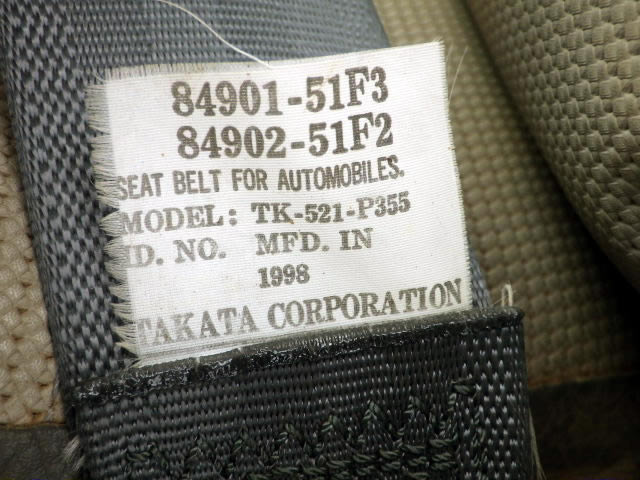 84901-51F3
84902-51F2
SEAT BELT FOR AUTOMOBILES.
MODEL: TK-521-P355
ID. NO. MFD. IN
1998
TAKATA CORPORATION